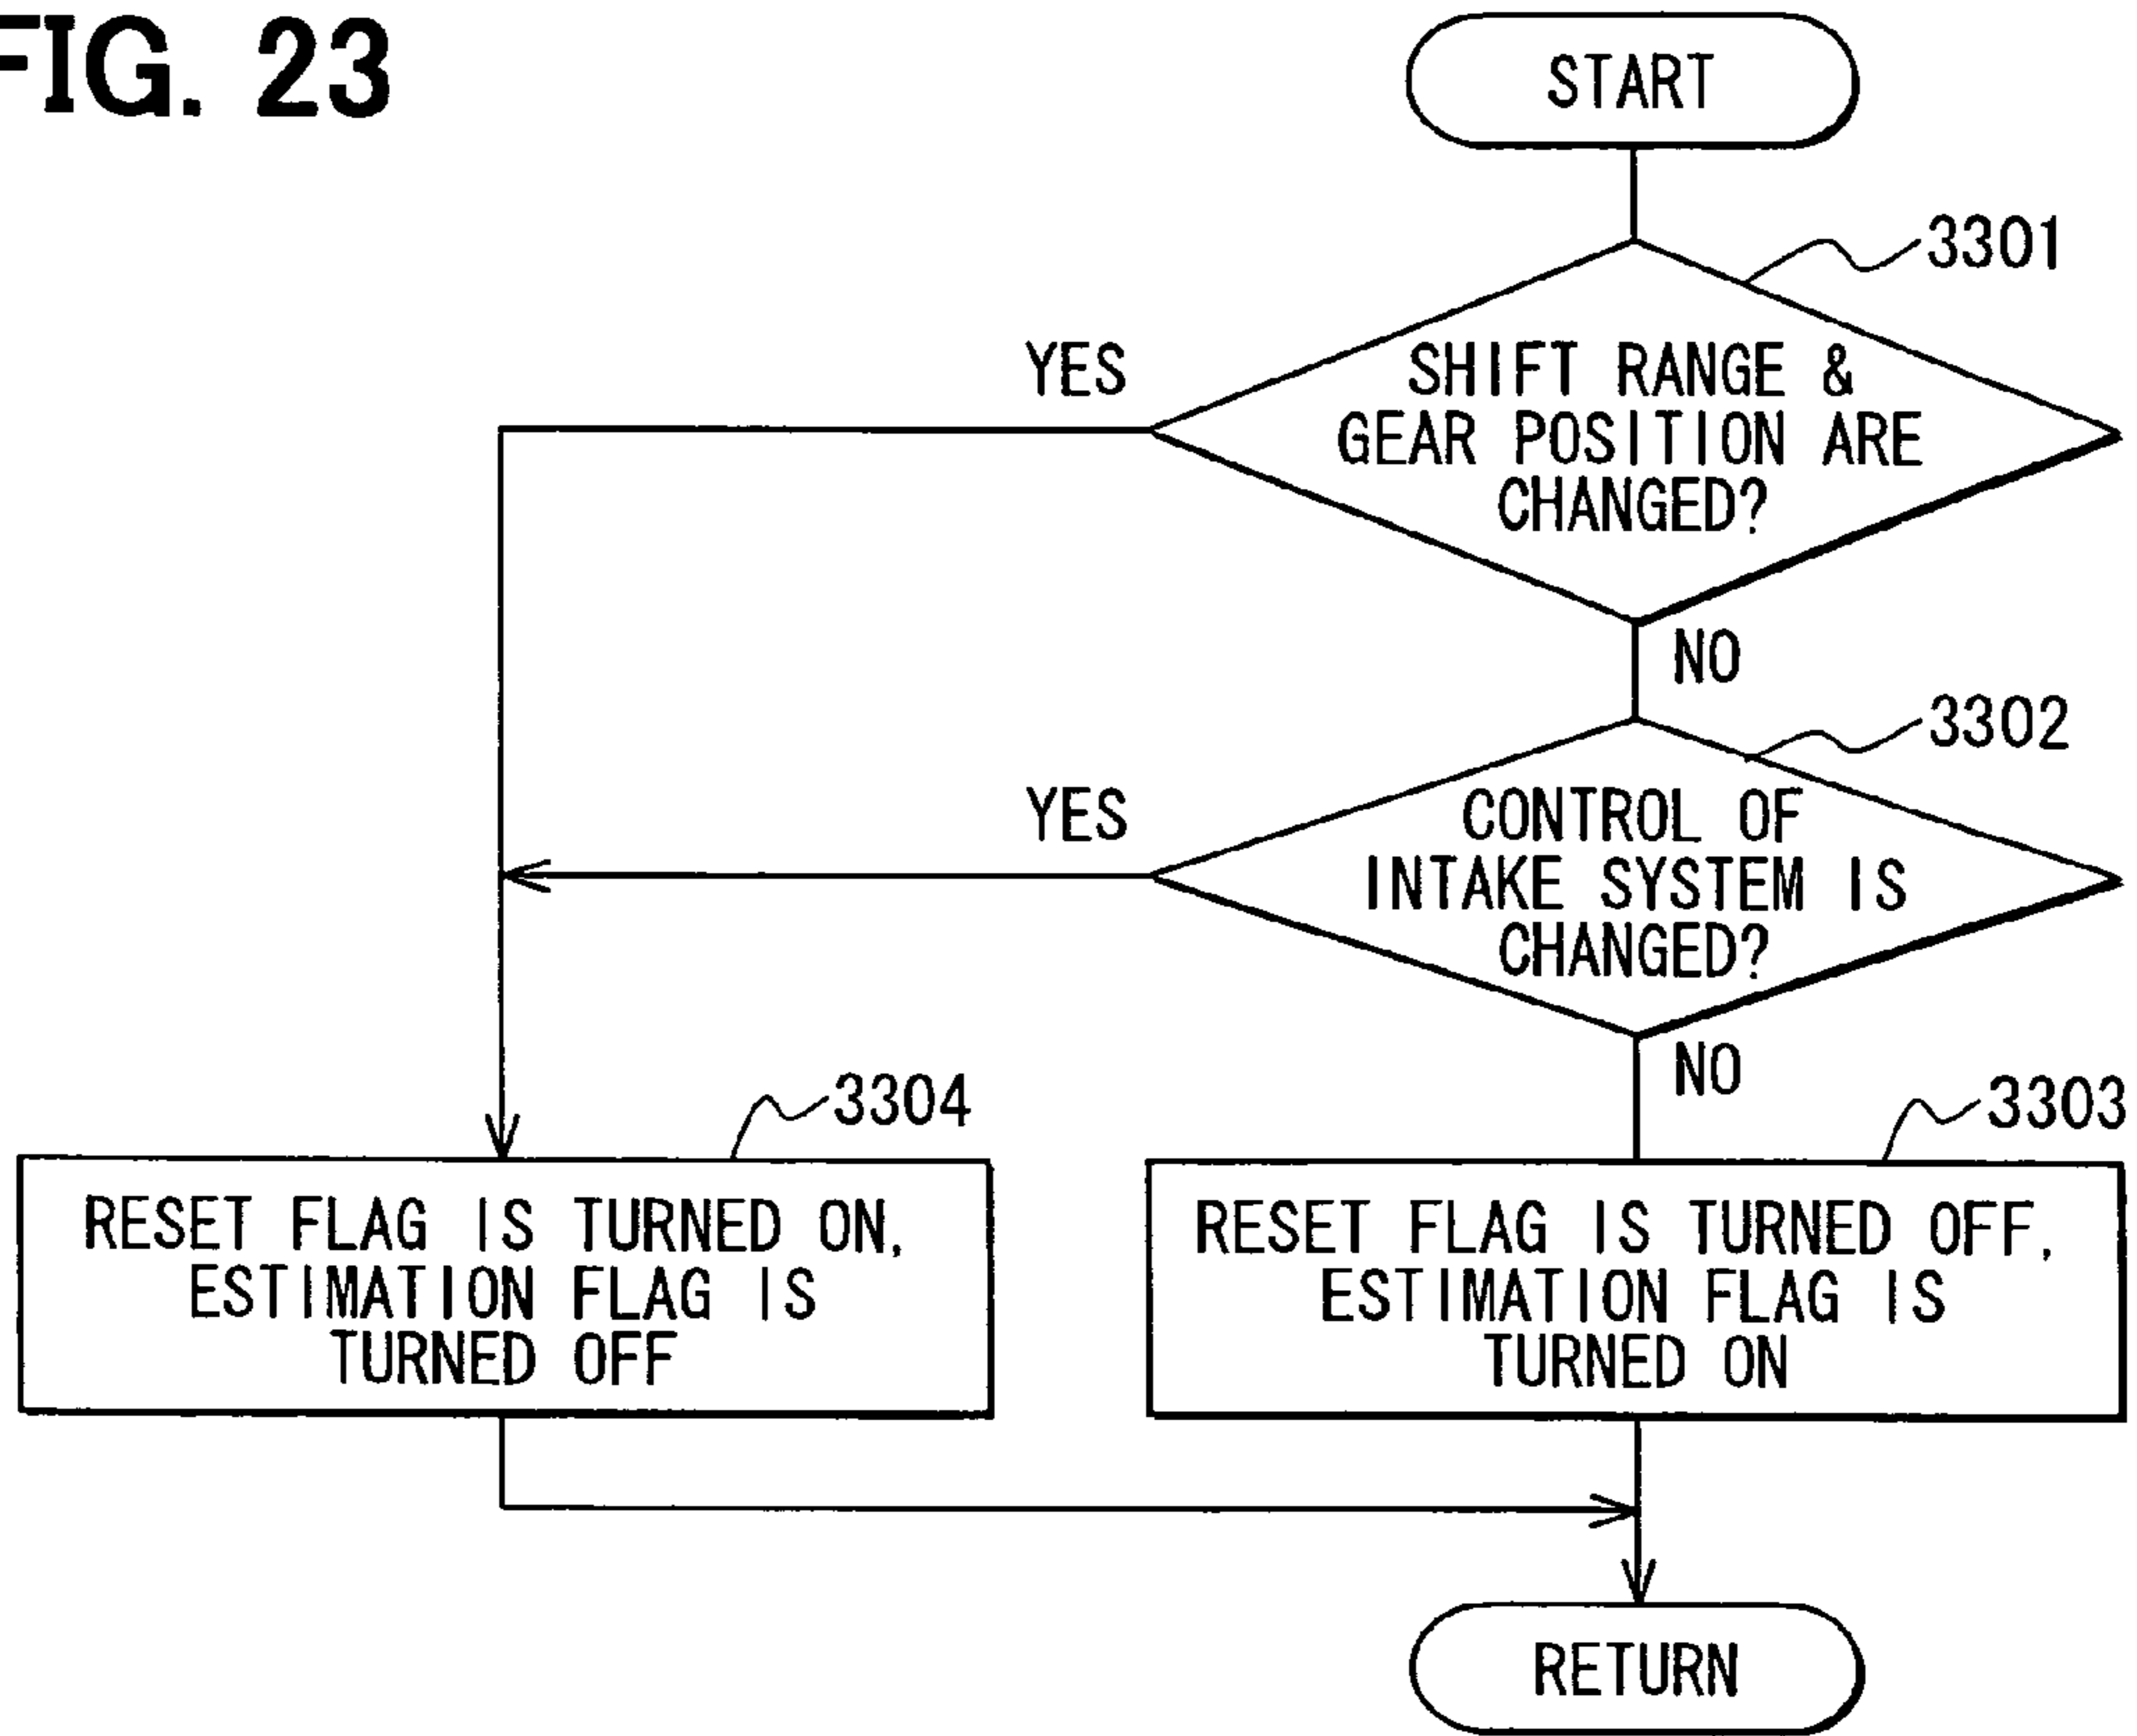 FIG. 23
START
3301
YES
SHIFT RANGE &
GEAR POSITION ARE
CHANGED?
NO
3302
YES
CONTROL OF
INTAKE SYSTEM IS
CHANGED?
NO
3304
3303
RESET FLAG IS TURNED ON,
ESTIMATION FLAG IS
TURNED OFF
RESET FLAG IS TURNED OFF,
ESTIMATION FLAG IS
TURNED ON
RETURN